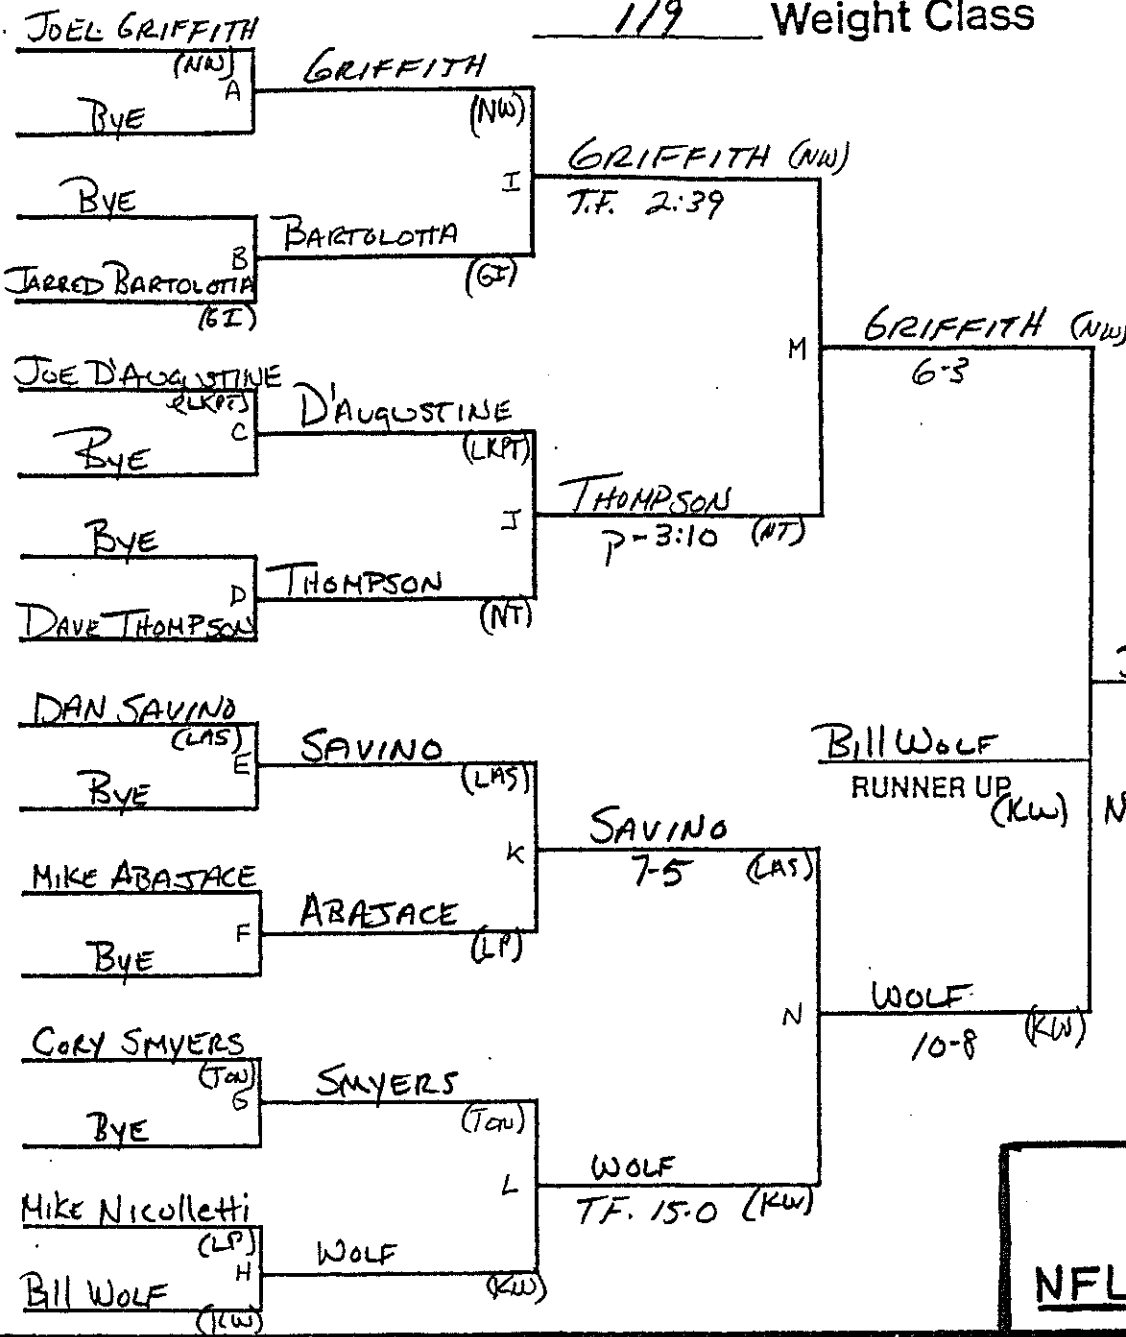 119 Weight Class
JOEL GRIFFITH
(NW)
A
BYE
GRIFFITH
(NW)
BYE
B
JARRED BARTOLOTTA
(GI)
BARTOLOTTA
(GI)
I
GRIFFITH (NW)
T.F. 2:39
JOE D'AUGUSTINE
(LKPT)
C
BYE
D'AUGUSTINE
(LKPT)
BYE
D
DAVE THOMPSON
THOMPSON
(NT)
J
THOMPSON
P-3:10 (NT)
M
GRIFFITH (NW)
6-3
DAN SAVINO
(LAS)
E
BYE
SAVINO
(LAS)
MIKE ABAJACE
F
BYE
ABAJACE
(LP)
K
SAVINO
7-5 (LAS)
CORY SMYERS
(TON)
G
BYE
SMYERS
(TON)
MIKE NICOLLETTI
(LP)
H
BILL WOLF
(KW)
WOLF
(KW)
L
WOLF
T.F. 15-0 (KW)
N
WOLF
10-8 (KW)
Bill WOLF
RUNNER UP
(KW)
J
N
NFL